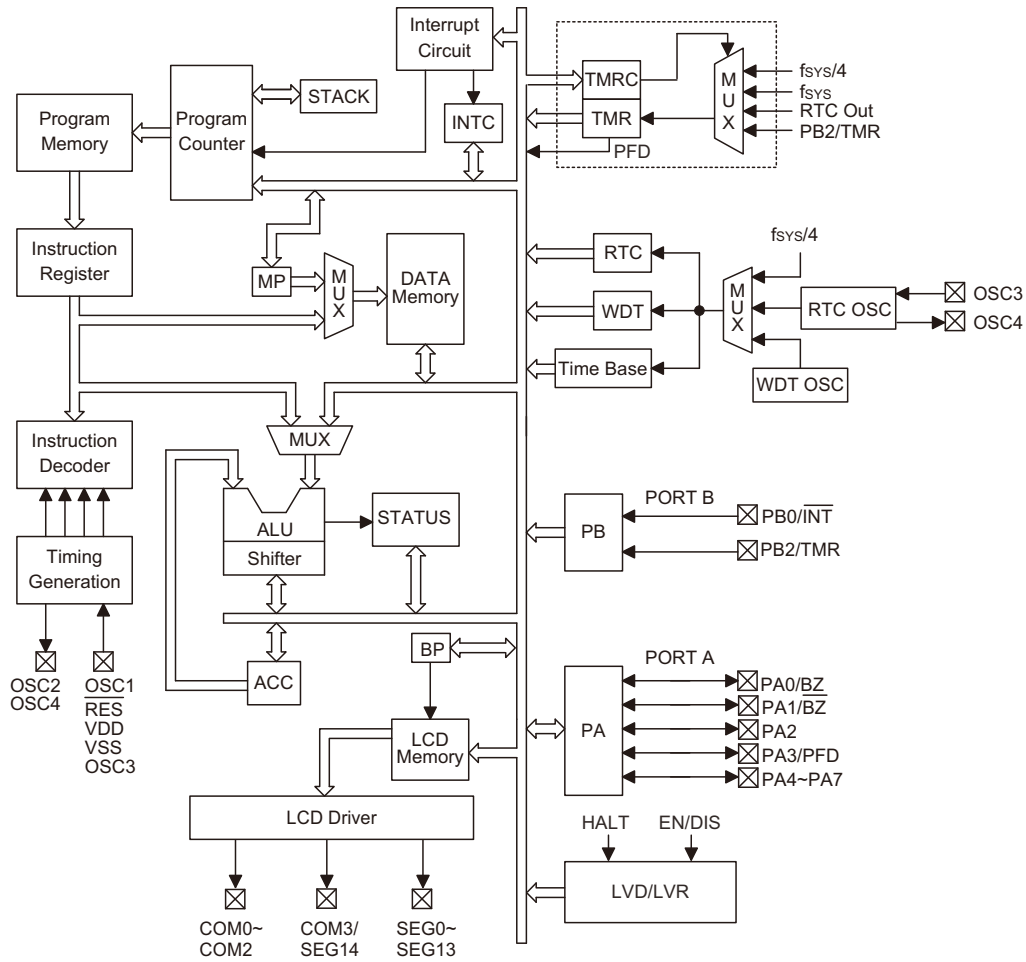 Interrupt
Circuit
STACK
INTC
Program
Memory
Program
Counter
TMRC
TMR
PFD
MUX
fSYS/4
fSYS
RTC Out
PB2/TMR
Instruction
Register
MP
MUX
DATA
Memory
RTC
WDT
Time Base
MUX
fSYS/4
RTC OSC
OSC3
OSC4
WDT OSC
Instruction
Decoder
MUX
ALU
Shifter
STATUS
Timing
Generation
PB
PORT B
PB0/I̅N̅T̅
PB2/TMR
OSC2
OSC4
OSC1
R̅E̅S̅
VDD
VSS
OSC3
ACC
BP
LCD
Memory
PA
PORT A
PA0/BZ
PA1/B̅Z̅
PA2
PA3/PFD
PA4~PA7
LCD Driver
HALT
EN/DIS
LVD/LVR
COM0~
COM2
COM3/
SEG14
SEG0~
SEG13